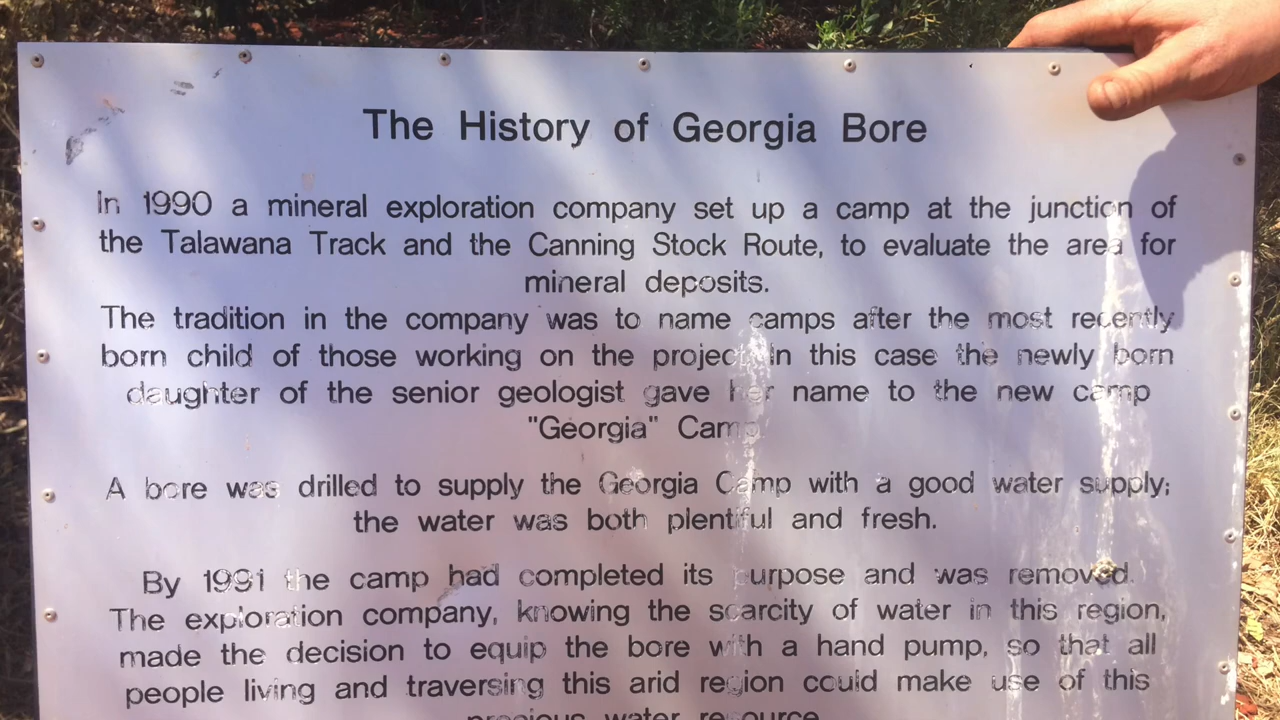 The History of Georgia Bore
In 1990 a mineral exploration company set up a camp at the junction of
the Talawana Track and the Canning Stock Route, to evaluate the area for
mineral deposits.
The tradition in the company was to name camps after the most recently
born child of those working on the project. In this case the newly born
daughter of the senior geologist gave her name to the new camp
"Georgia" Camp
A bore was drilled to supply the Georgia Camp with a good water supply;
the water was both plentiful and fresh.
By 1991 the camp had completed its purpose and was removed.
The exploration company, knowing the scarcity of water in this region,
made the decision to equip the bore with a hand pump, so that all
people living and traversing this arid region could make use of this
precious water resource